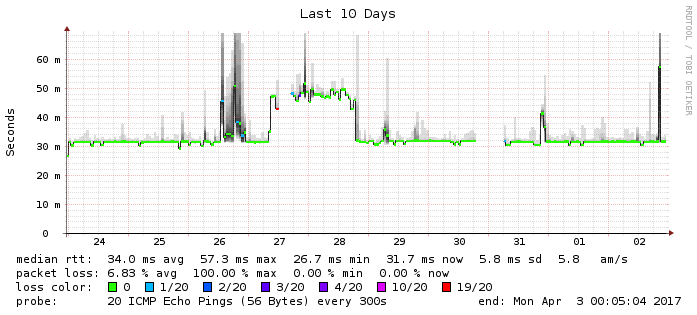 Last 10 Days
RRDTOOL / TOBI OETIKER
Seconds
60 m
50 m
40 m
30 m
20 m
10 m
0
24 25 26 27 28 29 30 31 01 02
median rtt: 34.0 ms avg 57.3 ms max 26.7 ms min 31.7 ms now 5.8 ms sd 5.8 am/s
packet loss: 6.83 % avg 100.00 % max 0.00 % min 0.00 % now
loss color: 0 1/20 2/20 3/20 4/20 10/20 19/20
probe: 20 ICMP Echo Pings (56 Bytes) every 300s end: Mon Apr 3 00:05:04 2017